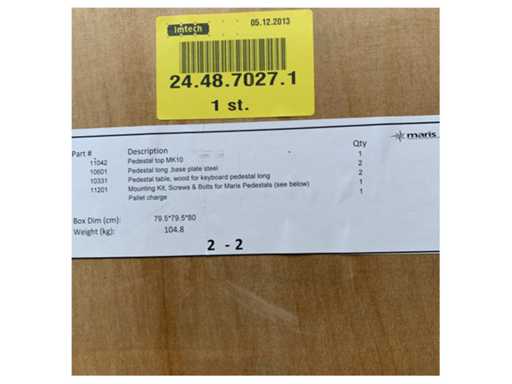 Imtech 05.12.2013
24.48.7027.1
1 st.
maris
Part # Description Qty
11042 Pedestal top MK10 1
10601 Pedestal long ,base plate steel 2
10331 Pedestal table, wood for keyboard pedestal long 2
11201 Mounting Kit, Screws & Bolts for Maris Pedestals (see below) 1
Pallet charge 1
Box Dim (cm): 79.5*79.5*80
Weight (kg): 104.8
2 - 2